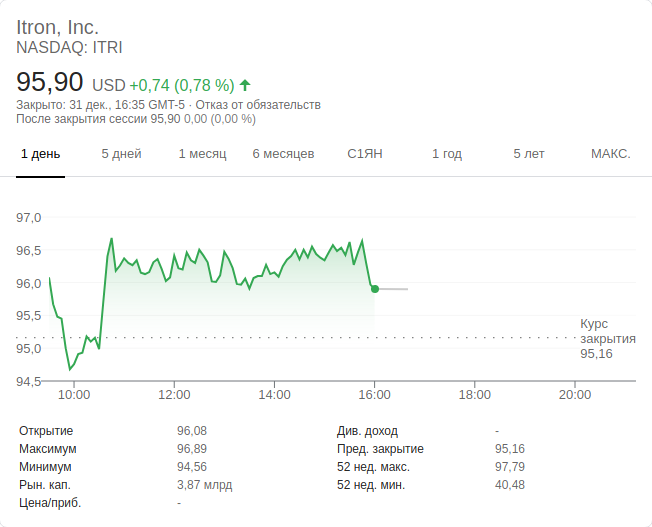 Itron, Inc.
NASDAQ: ITRI
95,90 USD +0,74 (0,78 %)
Закрыто: 31 дек., 16:35 GMT-5 · Отказ от обязательств
После закрытия сессии 95,90 0,00 (0,00 %)
1 день 5 дней 1 месяц 6 месяцев С1ЯН 1 год 5 лет МАКС.
97,0
96,5
96,0
95,5
Курс
закрытия
95,16
95,0
94,5
10:00 12:00 14:00 16:00 18:00 20:00
Открытие 96,08 Див. доход -
Максимум 96,89 Пред. закрытие 95,16
Минимум 94,56 52 нед. макс. 97,79
Рын. кап. 3,87 млрд 52 нед. мин. 40,48
Цена/приб. -